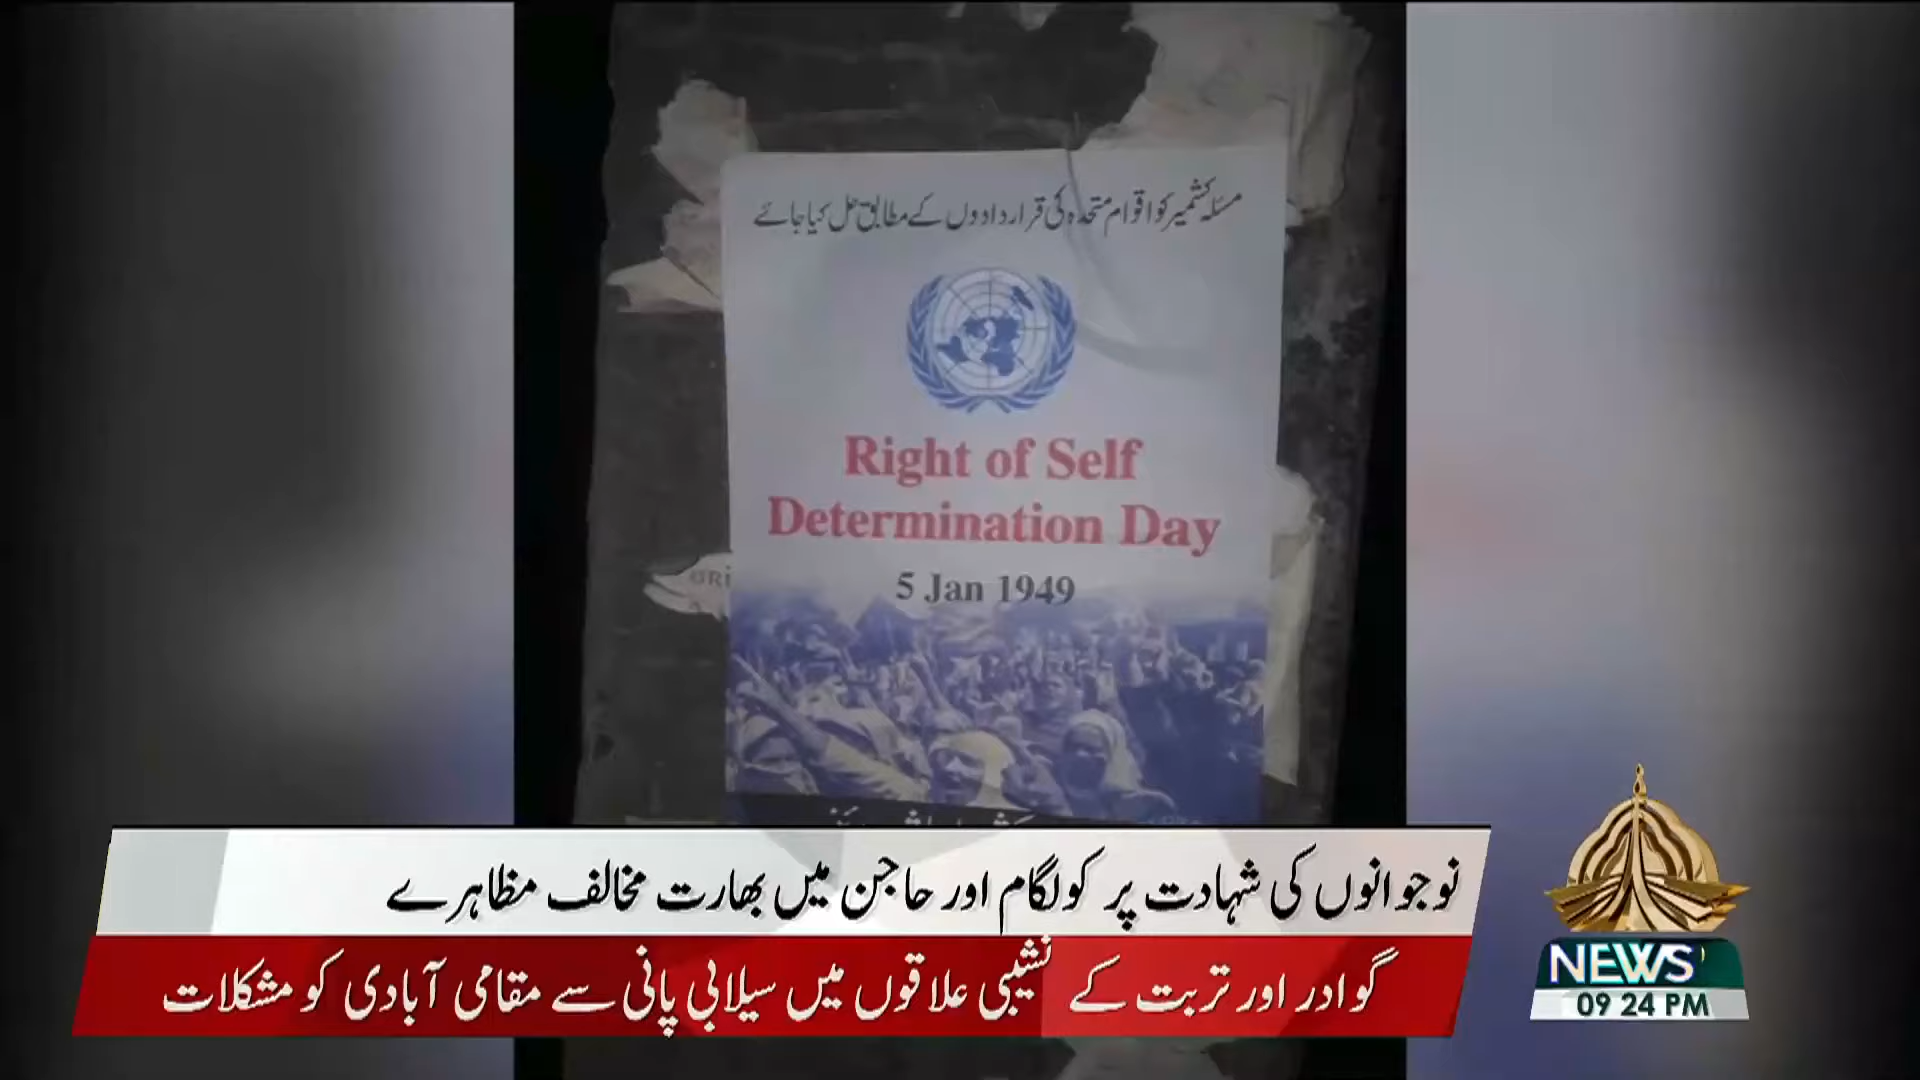 مسئلہ کشمیر کو اقوام متحدہ کی قراردادوں کے مطابق حل کیا جائے
Right of Self
Determination Day
5 Jan 1949
نوجوانوں کی شہادت پر کولگام اور حاجن میں بھارت مخالف مظاہرے
گوادر اور تربت کے نشیبی علاقوں میں سیلابی پانی سے مقامی آبادی کو مشکلات
NEWS
09 24 PM